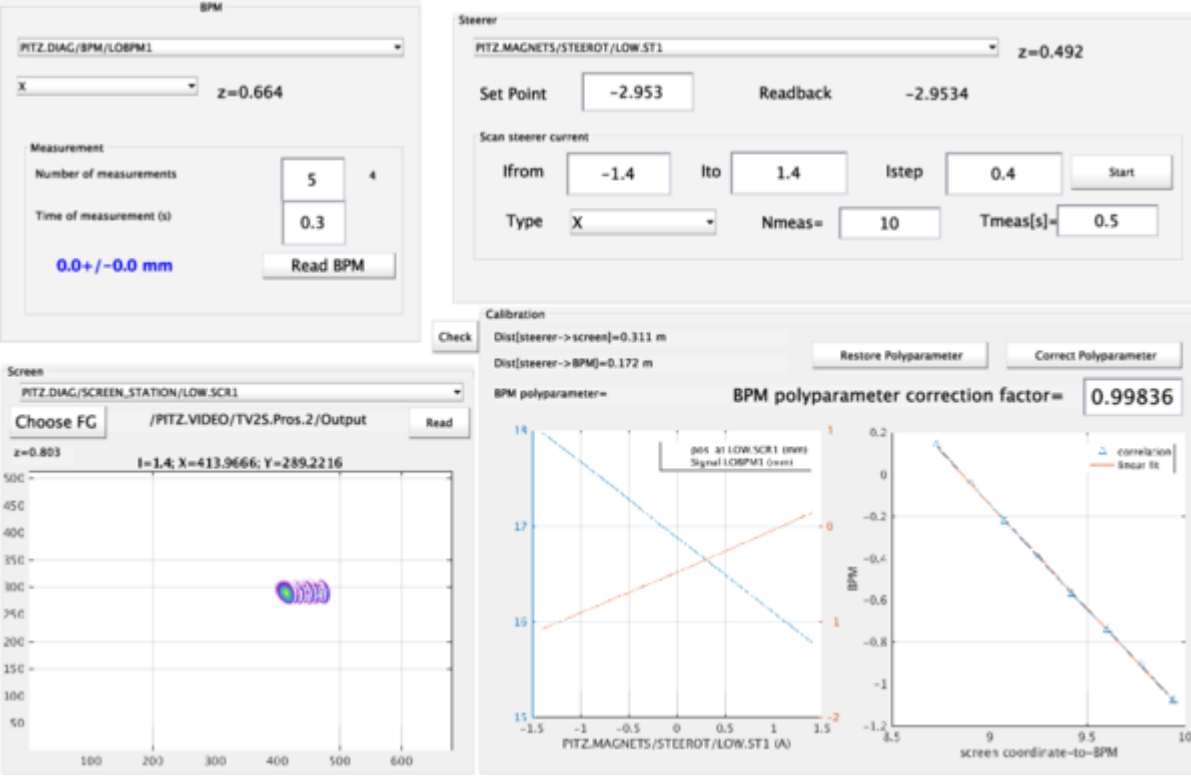 BPM
PITZ.DIAG/BPM/LOBPM1
X
z=0.664
Measurement
Number of measurements
5
4
Time of measurement (s)
0.3
0.0+/-0.0 mm
Read BPM
Steerer
PITZ.MAGNETS/STEEROT/LOW.ST1
z=0.492
Set Point
-2.953
Readback
-2.9534
Scan steerer current
Ifrom
-1.4
Ito
1.4
Istep
0.4
Start
Type
X
Nmeas=
10
Tmeas[s]=
0.5
Check
Screen
PITZ.DIAG/SCREEN_STATION/LOW.SCR1
Choose FG
/PITZ.VIDEO/TV2S.Pros.2/Output
Read
z=0.803
I=1.4; X=413.9666; Y=289.2216
500
450
400
350
300
250
200
150
100
50
100
200
300
400
500
600
Calibration
Dist[steerer->screen]=0.311 m
Dist[steerer->BPM]=0.172 m
Restore Polyparameter
Correct Polyparameter
BPM polyparameter=
BPM polyparameter correction factor=
0.99836
pos at LOW.SCR1 (mm)
Signal LOBPM1 (mm)
18
17
16
15
1
0
1
-2
-1.5
-1
-0.5
0
0.5
1
1.5
PITZ.MAGNETS/STEEROT/LOW.ST1 (A)
correlation
linear fit
0.2
0
-0.2
-0.4
-0.6
-0.8
-1
-1.2
BPM
8.5
9
9.5
10
screen coordinate-to-BPM